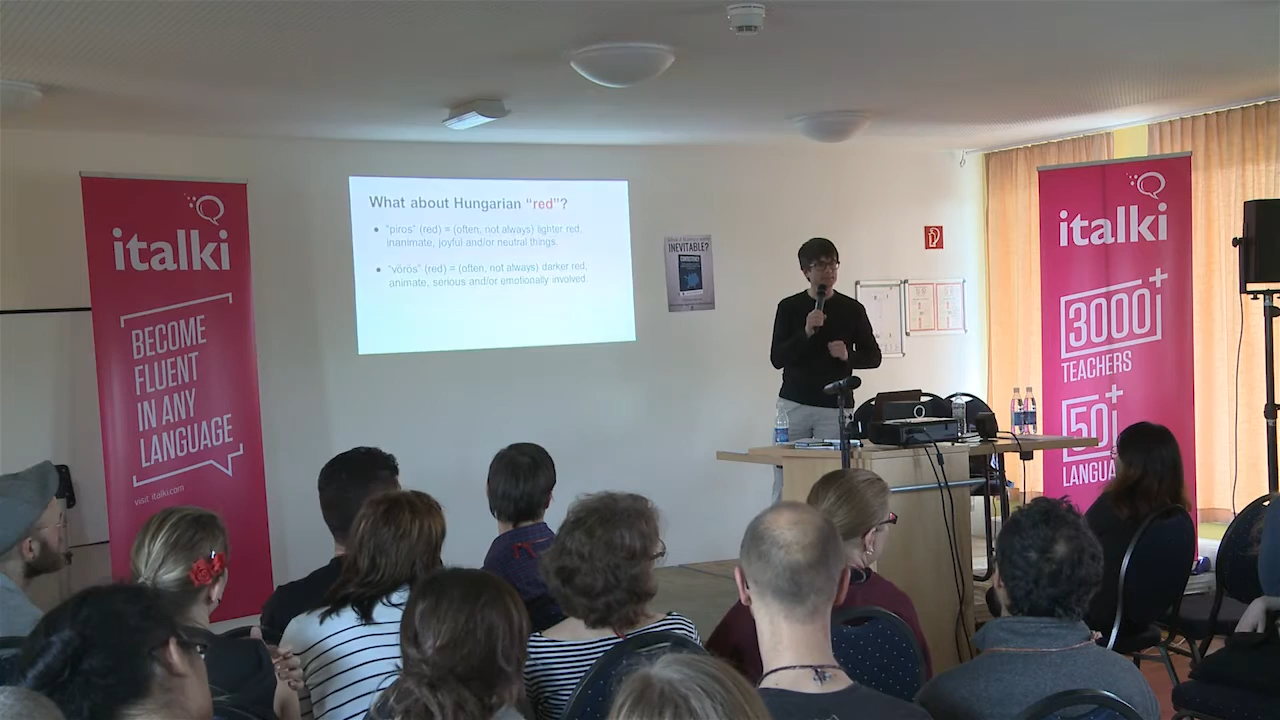 italki
BECOME
FLUENT
IN ANY
LANGUAGE
visit italki.com
What about Hungarian “red”?
“piros” (red) = (often, not always) lighter red,
inanimate, joyful and/or neutral things.
“vörös” (red) = (often, not always) darker red,
animate, serious and/or emotionally involved.
INEVITABLE?
italki
3000+
TEACHERS
50+